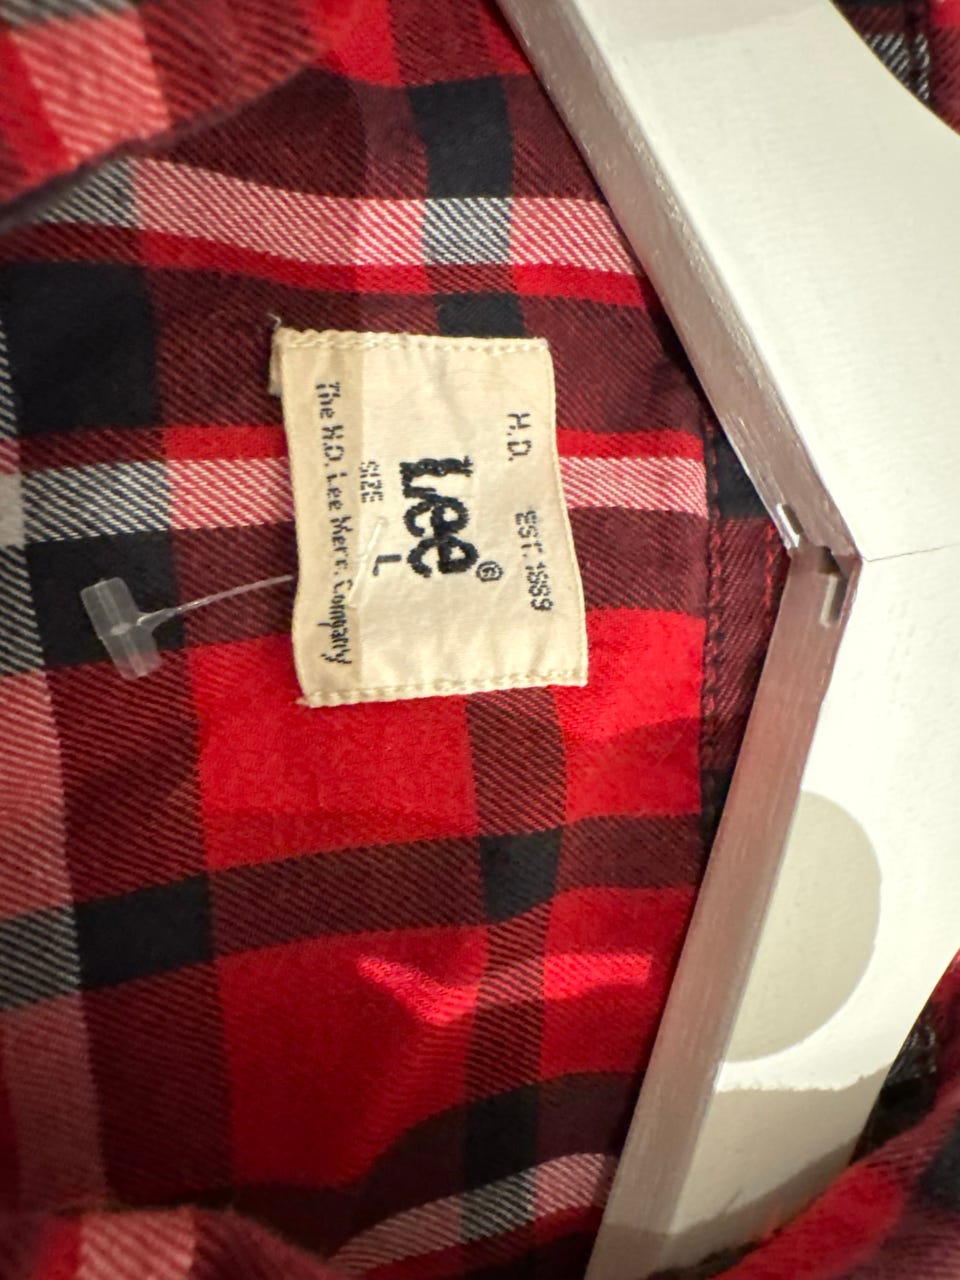 H.D. EST. 1889
Lee®
SIZE
L
The H.D. Lee Merc. Company